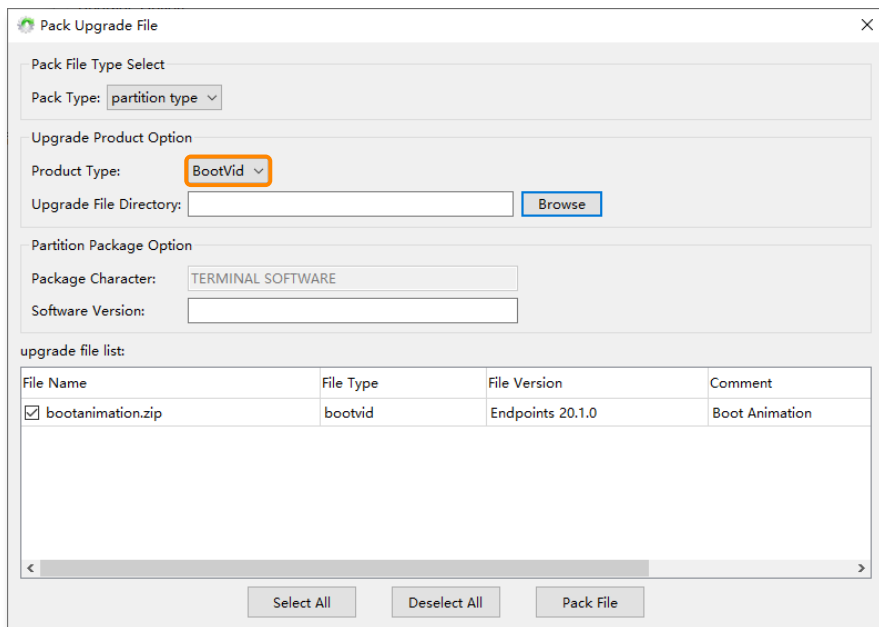 Pack Upgrade File
Pack File Type Select
Pack Type: partition type
Upgrade Product Option
Product Type: BootVid
Upgrade File Directory: Browse
Partition Package Option
Package Character: TERMINAL SOFTWARE
Software Version:
upgrade file list:
File Name File Type File Version Comment
bootanimation.zip bootvid Endpoints 20.1.0 Boot Animation
Select All Deselect All Pack File